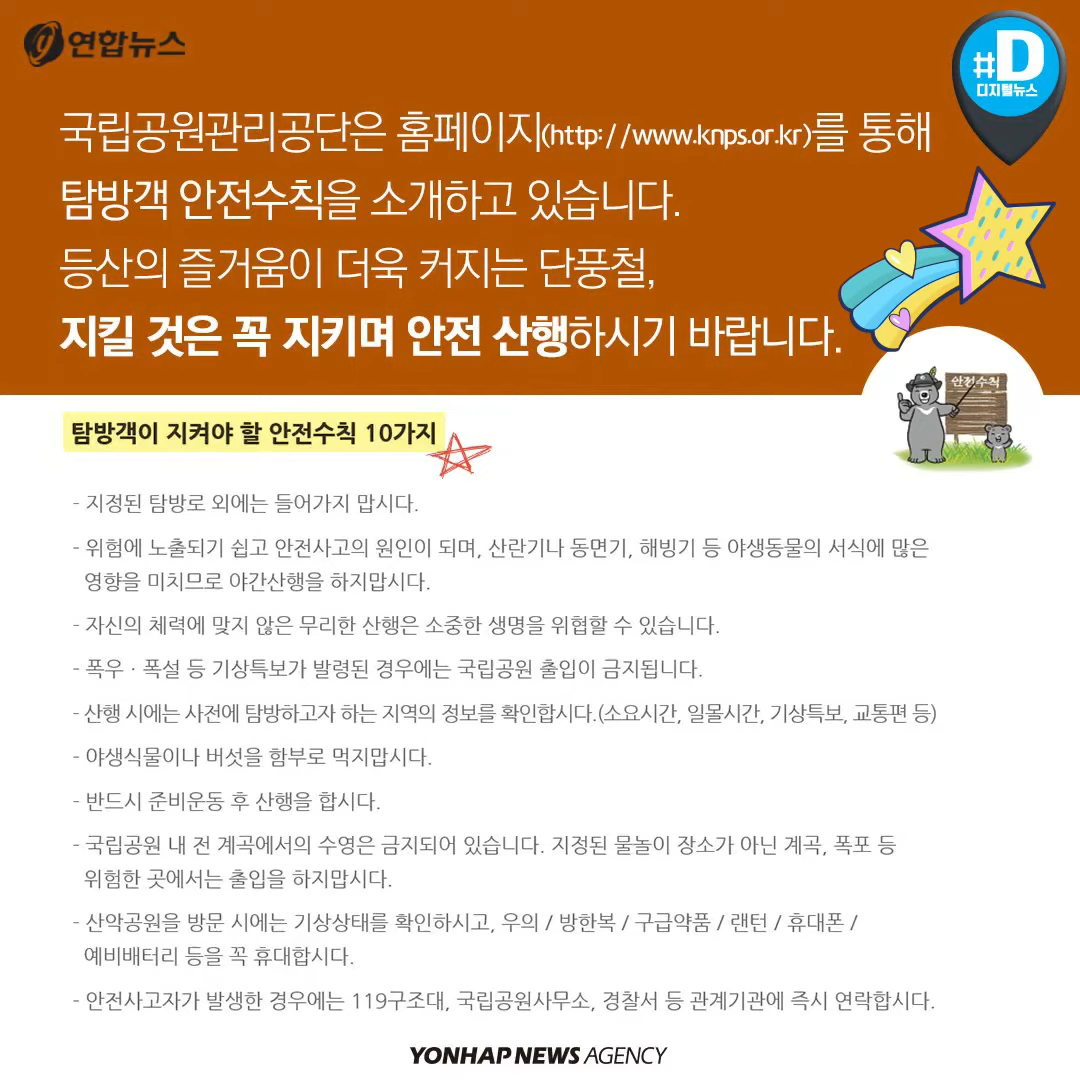 연합뉴스
#D
디지털뉴스
국립공원관리공단은 홈페이지(http://www.knps.or.kr)를 통해
탐방객 안전수칙을 소개하고 있습니다.
등산의 즐거움이 더욱 커지는 단풍철,
지킬 것은 꼭 지키며 안전 산행하시기 바랍니다.
안전수칙
탐방객이 지켜야 할 안전수칙 10가지
- 지정된 탐방로 외에는 들어가지 맙시다.
- 위험에 노출되기 쉽고 안전사고의 원인이 되며, 산란기나 동면기, 해빙기 등 야생동물의 서식에 많은
영향을 미치므로 야간산행을 하지맙시다.
- 자신의 체력에 맞지 않은 무리한 산행은 소중한 생명을 위협할 수 있습니다.
- 폭우 · 폭설 등 기상특보가 발령된 경우에는 국립공원 출입이 금지됩니다.
- 산행 시에는 사전에 탐방하고자 하는 지역의 정보를 확인합시다.(소요시간, 일몰시간, 기상특보, 교통편 등)
- 야생식물이나 버섯을 함부로 먹지맙시다.
- 반드시 준비운동 후 산행을 합시다.
- 국립공원 내 전 계곡에서의 수영은 금지되어 있습니다. 지정된 물놀이 장소가 아닌 계곡, 폭포 등
위험한 곳에서는 출입을 하지맙시다.
- 산악공원을 방문 시에는 기상상태를 확인하시고, 우의 / 방한복 / 구급약품 / 랜턴 / 휴대폰 /
예비배터리 등을 꼭 휴대합시다.
- 안전사고자가 발생한 경우에는 119구조대, 국립공원사무소, 경찰서 등 관계기관에 즉시 연락합시다.
YONHAP NEWS AGENCY